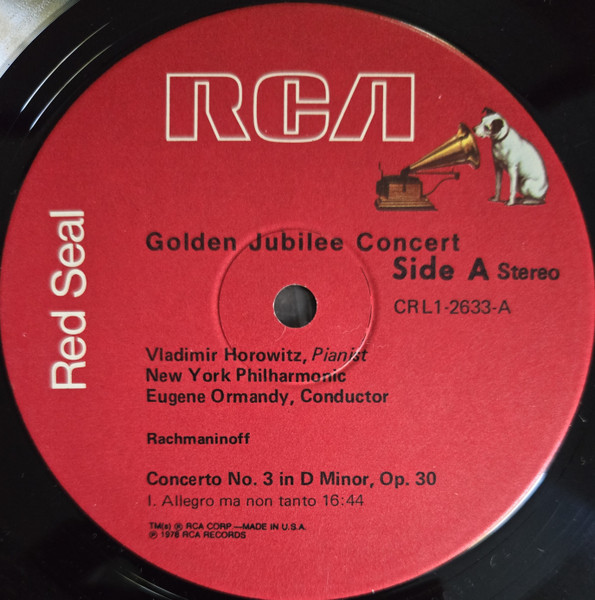 RCA
Red Seal
Golden Jubilee Concert
Side A Stereo
CRL1-2633-A
Vladimir Horowitz, Pianist
New York Philharmonic
Eugene Ormandy, Conductor
Rachmaninoff
Concerto No. 3 in D Minor, Op. 30
I. Allegro ma non tanto 16:44
TM(s) ® RCA CORP.—MADE IN U.S.A.
℗ 1978 RCA RECORDS